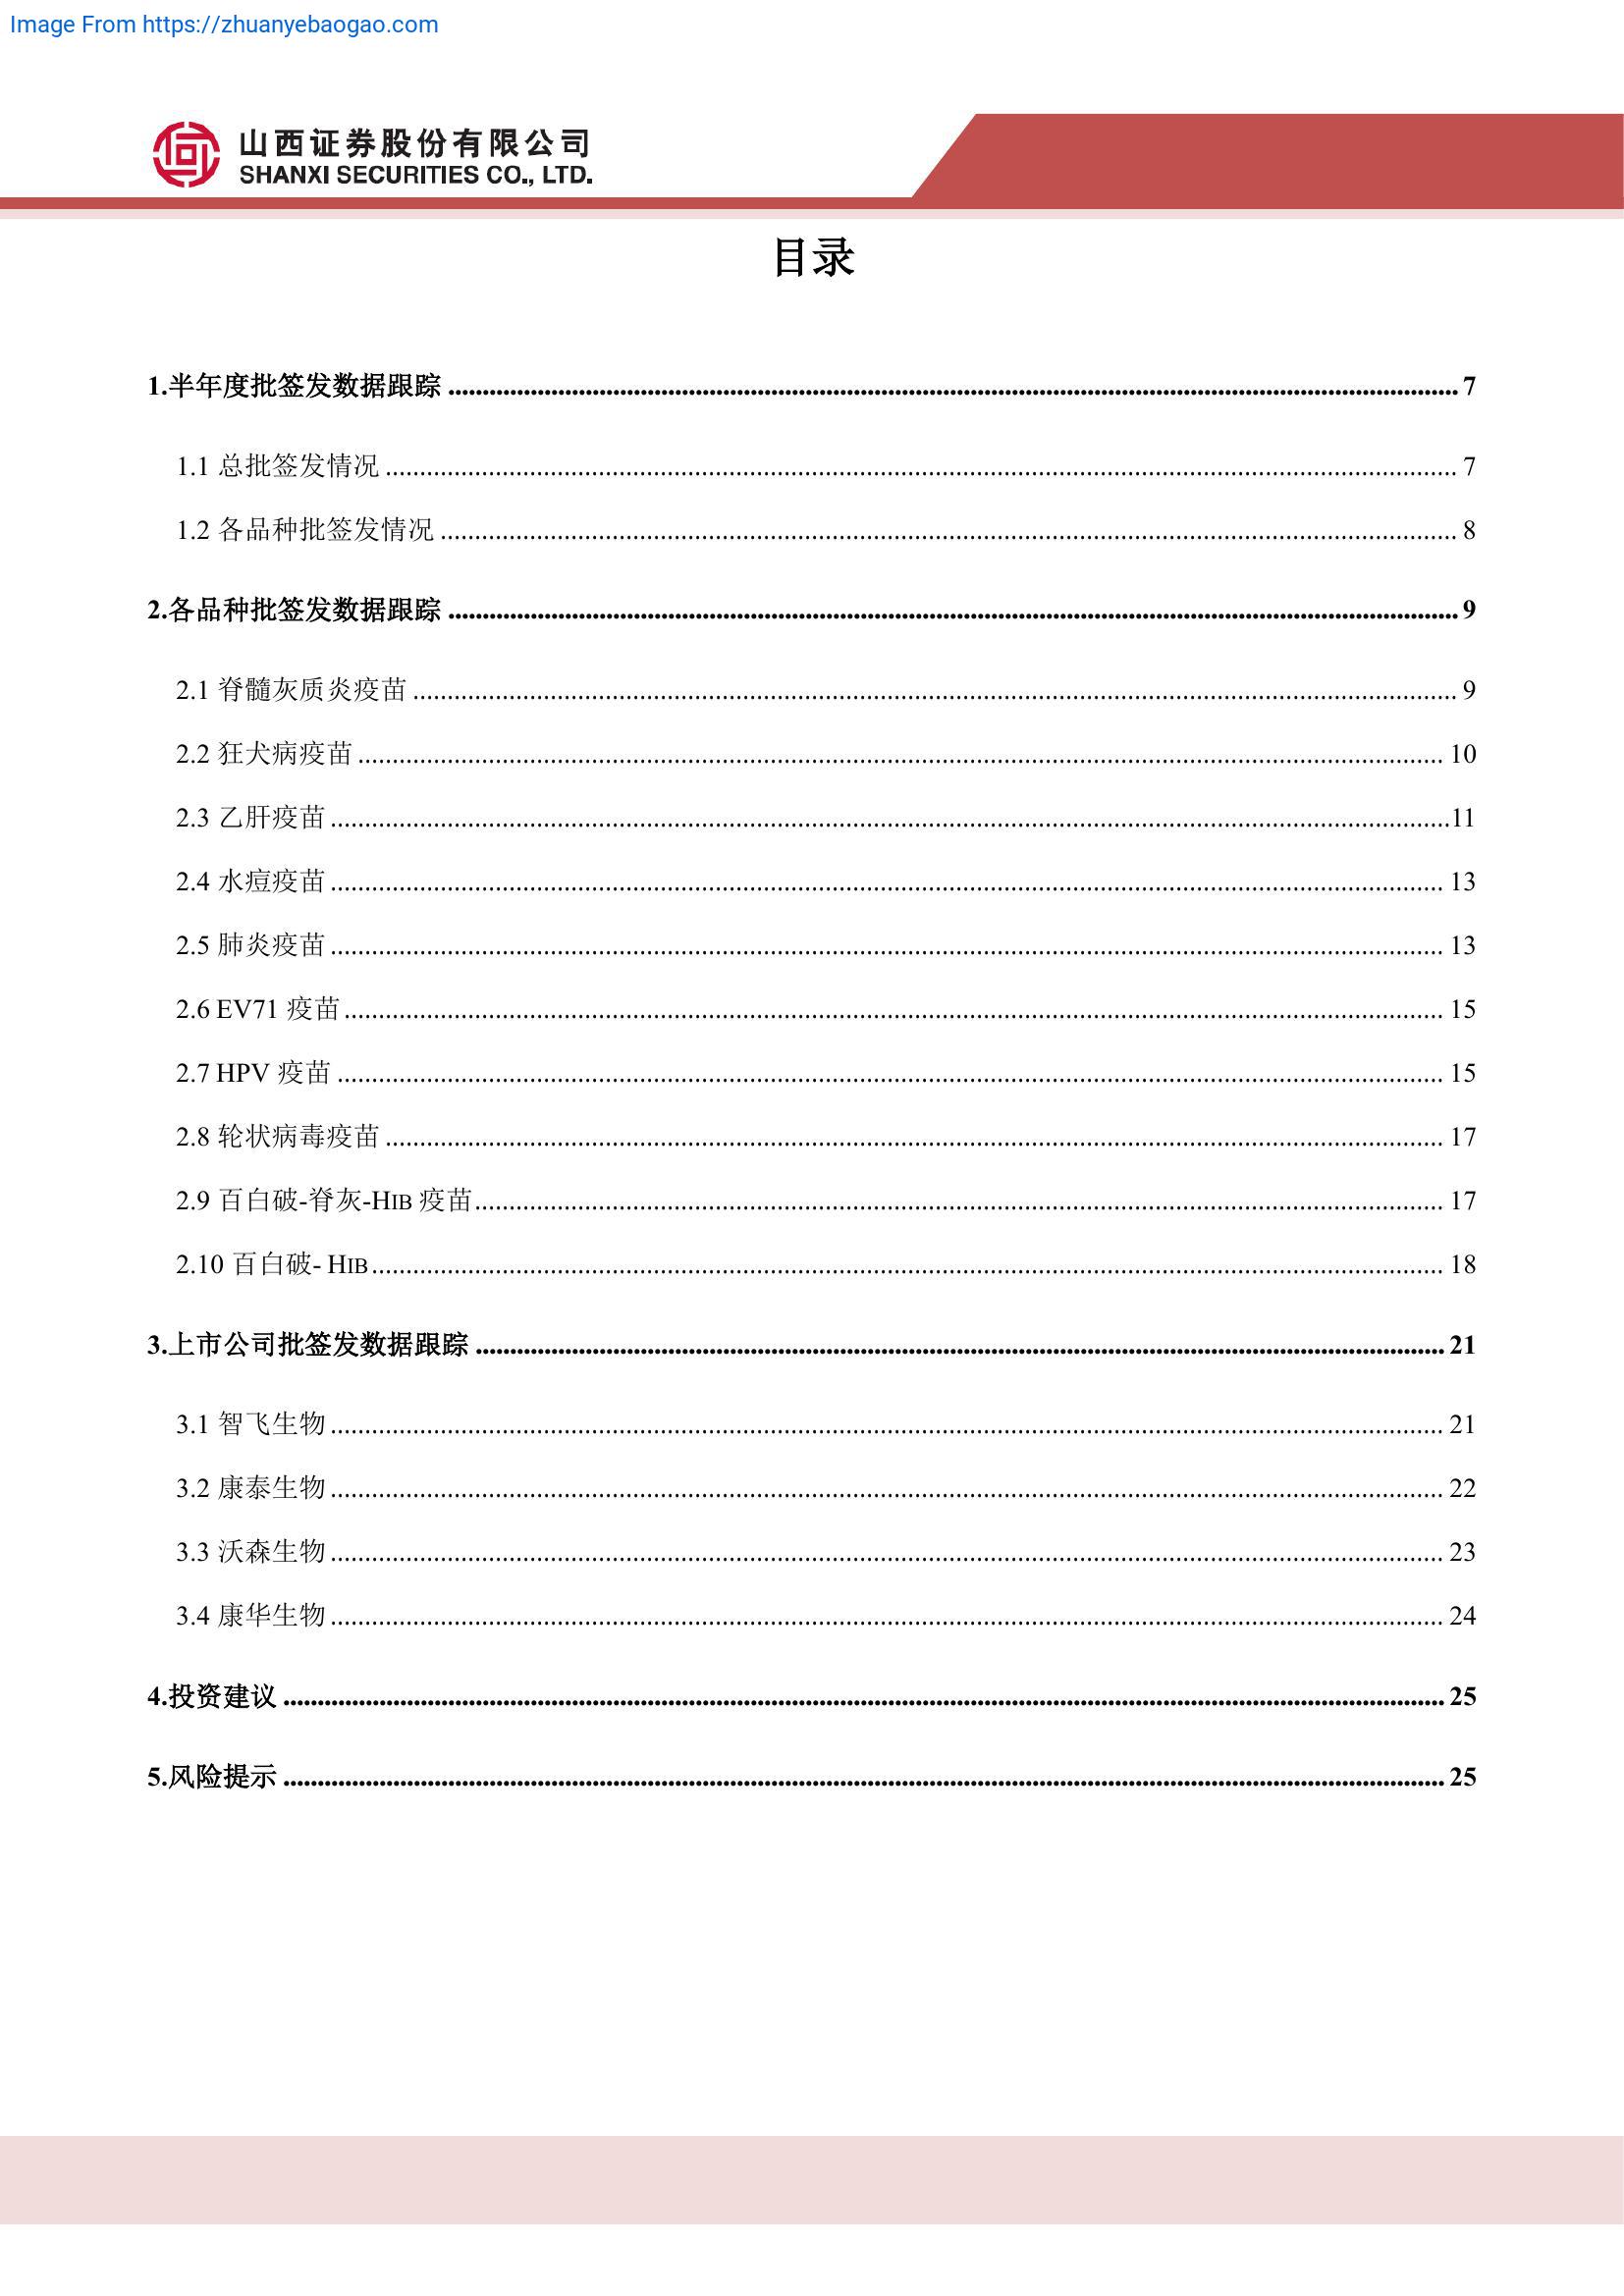 Image From https://zhuanyebaogao.com
山西证券股份有限公司
SHANXI SECURITIES CO., LTD.
目录
1.半年度批签发数据跟踪 ........................................ 7
1.1 总批签发情况 ........................................ 7
1.2 各品种批签发情况 ........................................ 8
2.各品种批签发数据跟踪 ........................................ 9
2.1 脊髓灰质炎疫苗 ........................................ 9
2.2 狂犬病疫苗 ........................................ 10
2.3 乙肝疫苗 ........................................ 11
2.4 水痘疫苗 ........................................ 13
2.5 肺炎疫苗 ........................................ 13
2.6 EV71 疫苗 ........................................ 15
2.7 HPV 疫苗 ........................................ 15
2.8 轮状病毒疫苗 ........................................ 17
2.9 百白破-脊灰-HIB 疫苗 ........................................ 17
2.10 百白破- HIB ........................................ 18
3.上市公司批签发数据跟踪 ........................................ 21
3.1 智飞生物 ........................................ 21
3.2 康泰生物 ........................................ 22
3.3 沃森生物 ........................................ 23
3.4 康华生物 ........................................ 24
4.投资建议 ........................................ 25
5.风险提示 ........................................ 25